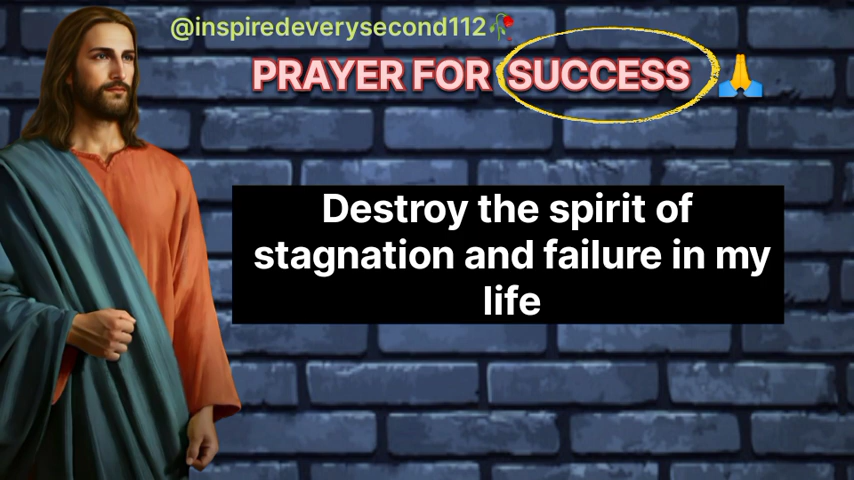 @inspiredeverysecond112🥀
PRAYER FOR SUCCESS 🙏
Destroy the spirit of
stagnation and failure in my
life